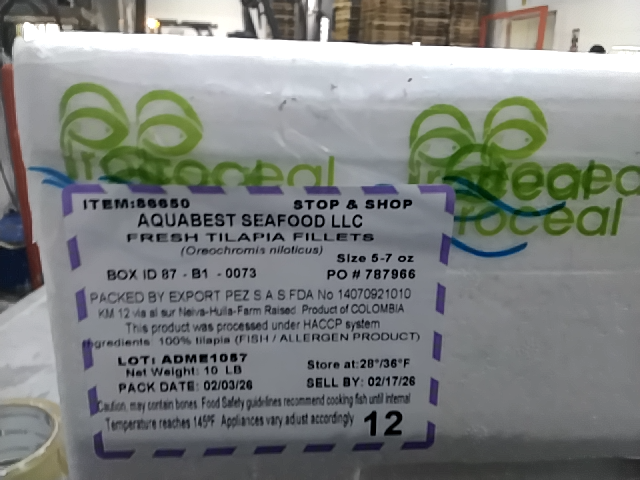 ITEM:86650 STOP & SHOP
AQUABEST SEAFOOD LLC
FRESH TILAPIA FILLETS
(Oreochromis niloticus)
Size 5-7 oz
BOX ID 87 - B1 - 0073 PO # 787966
PACKED BY EXPORT PEZ S.A.S.FDA No 14070921010
KM 12 via al sur Neiva-Huila-Farm Raised Product of COLOMBIA
This product was processed under HACCP system
Ingredients: 100% tilapia (FISH / ALLERGEN PRODUCT)
LOT: ADME1057 Store at:28°/36°F
Net Weight: 10 LB
PACK DATE: 02/03/26 SELL BY: 02/17/26
Caution, may contain bones. Food Safety guidelines recommend cooking fish until internal
Temperature reaches 145°F. Appliances vary adjust accordingly 12